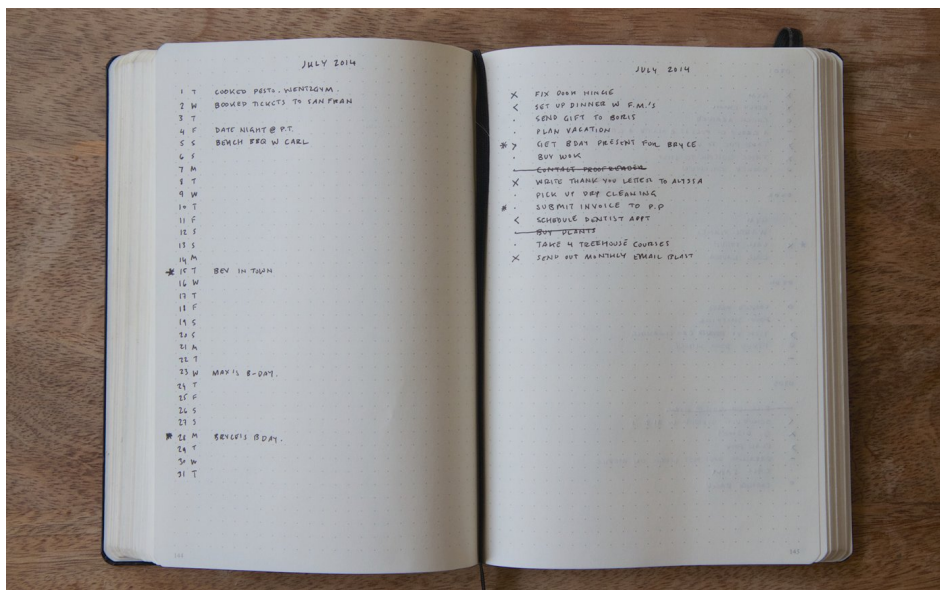 JULY 2014
1 T COOKED PESTO. WENT2GYM.
2 W BOOKED TICKETS TO SAN FRAN
3 T
4 F DATE NIGHT @ P.T.
5 S BEACH BBQ W CARL
6 S
7 M
8 T
9 W
10 T
11 F
12 S
13 S
14 M
★ 15 T BEV IN TOWN
16 W
17 T
18 F
19 S
20 S
21 M
22 T
23 W MAX'S B-DAY.
24 T
25 F
26 S
27 S
* 28 M BRYCE'S BDAY.
29 T
30 W
31 T
JULY 2014
X FIX DOOR HINGE
< SET UP DINNER W F.M.'S
· SEND GIFT TO BORIS
· PLAN VACATION
* > GET BDAY PRESENT FOR BRYCE
· BUY WOK
· CONTACT PROOFREADER
X WRITE THANK YOU LETTER TO ALYSSA
· PICK UP DRY CLEANING
* · SUBMIT INVOICE TO P.P
< SCHEDULE DENTIST APPT
· BUY PLANTS
· TAKE 4 TREEHOUSE COURSES
X SEND OUT MONTHLY EMAIL BLAST